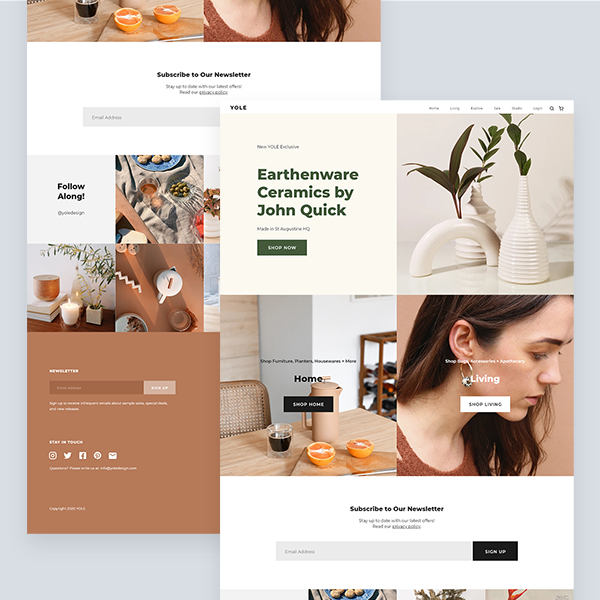 Subscribe to Our Newsletter
Stay up to date with our latest offers!
Read our privacy policy.
Email Address
Follow
Along!
@yoledesign
NEWSLETTER
Email Address
SIGN UP
Sign up to receive infrequent emails about sample sales, special deals,
and new releases.
STAY IN TOUCH
Questions? Please write us at: info@yoledesign.com
Copyright 2020 YOLE
YOLE
Home
Living
Explore
Sale
Studio
Login
New YOLE Exclusive
Earthenware
Ceramics by
John Quick
Made in St Augustine HQ
SHOP NOW
Shop Furniture, Planters, Housewares + More
Home
SHOP HOME
Shop Bags, Accessories + Apothecary
Living
SHOP LIVING
Subscribe to Our Newsletter
Stay up to date with our latest offers!
Read our privacy policy.
Email Address
SIGN UP